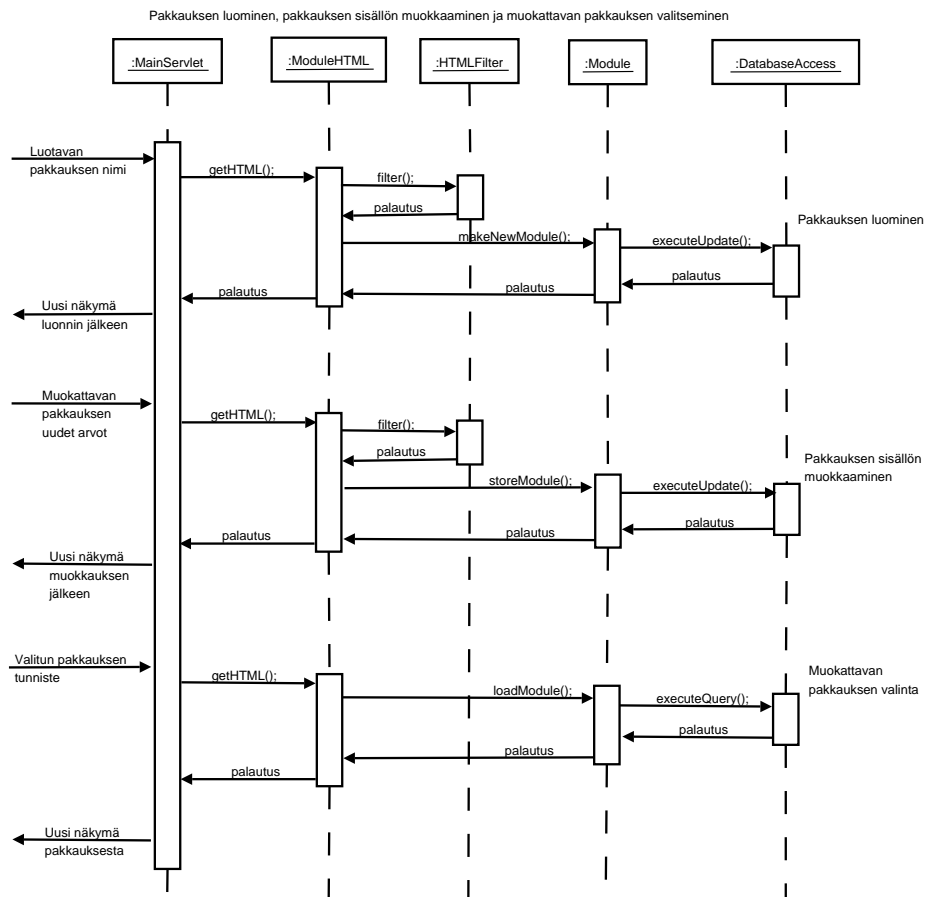 Pakkauksen luominen, pakkauksen sisällön muokkaaminen ja muokattavan pakkauksen valitseminen
:MainServlet
:ModuleHTML
:HTMLFilter
:Module
:DatabaseAccess
Luotavan
pakkauksen nimi
getHTML();
filter();
palautus
makeNewModule();
executeUpdate();
Pakkauksen luominen
palautus
palautus
palautus
Uusi näkymä
luonnin jälkeen
Muokattavan
pakkauksen
uudet arvot
getHTML();
filter();
palautus
storeModule();
executeUpdate();
Pakkauksen sisällön
muokkaaminen
palautus
palautus
palautus
Uusi näkymä
muokkauksen
jälkeen
Valitun pakkauksen
tunniste
getHTML();
loadModule();
executeQuery();
Muokattavan
pakkauksen valinta
palautus
palautus
palautus
Uusi näkymä
pakkauksesta